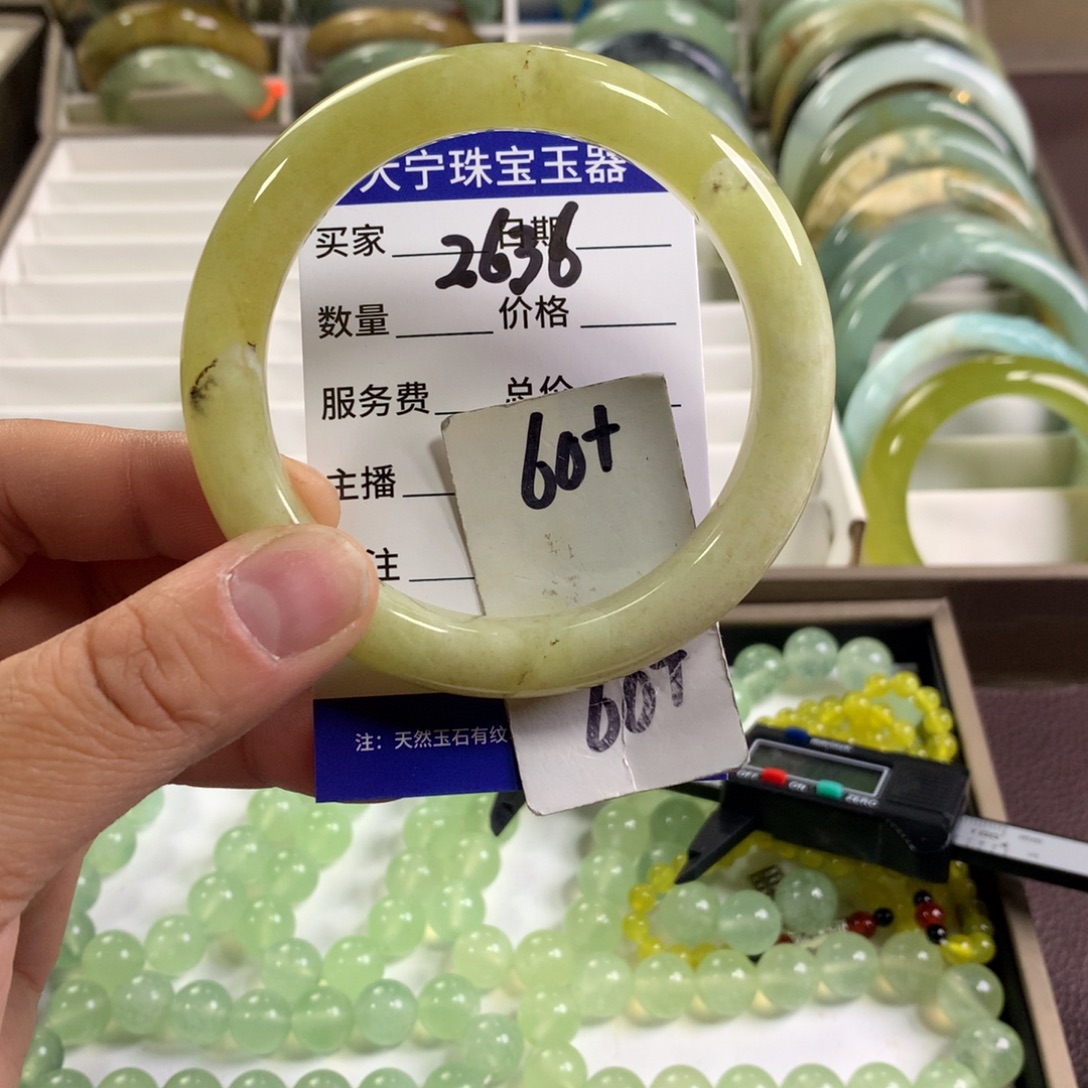 天宁珠宝玉器
买家 日期
2636
数量 价格
服务费 总价
60+
主播
注
60+
注：天然玉石有纹
ZERO